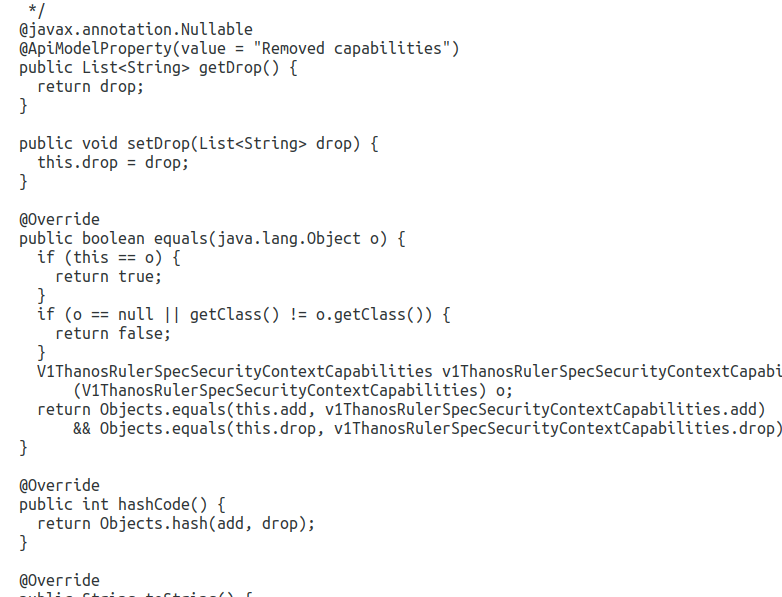 */
@javax.annotation.Nullable
@ApiModelProperty(value = "Removed capabilities")
public List<String> getDrop() {
return drop;
}
public void setDrop(List<String> drop) {
this.drop = drop;
}
@Override
public boolean equals(java.lang.Object o) {
if (this == o) {
return true;
}
if (o == null || getClass() != o.getClass()) {
return false;
}
V1ThanosRulerSpecSecurityContextCapabilities v1ThanosRulerSpecSecurityContextCapabi
(V1ThanosRulerSpecSecurityContextCapabilities) o;
return Objects.equals(this.add, v1ThanosRulerSpecSecurityContextCapabilities.add)
&& Objects.equals(this.drop, v1ThanosRulerSpecSecurityContextCapabilities.drop)
}
@Override
public int hashCode() {
return Objects.hash(add, drop);
}
@Override
public String toString() {